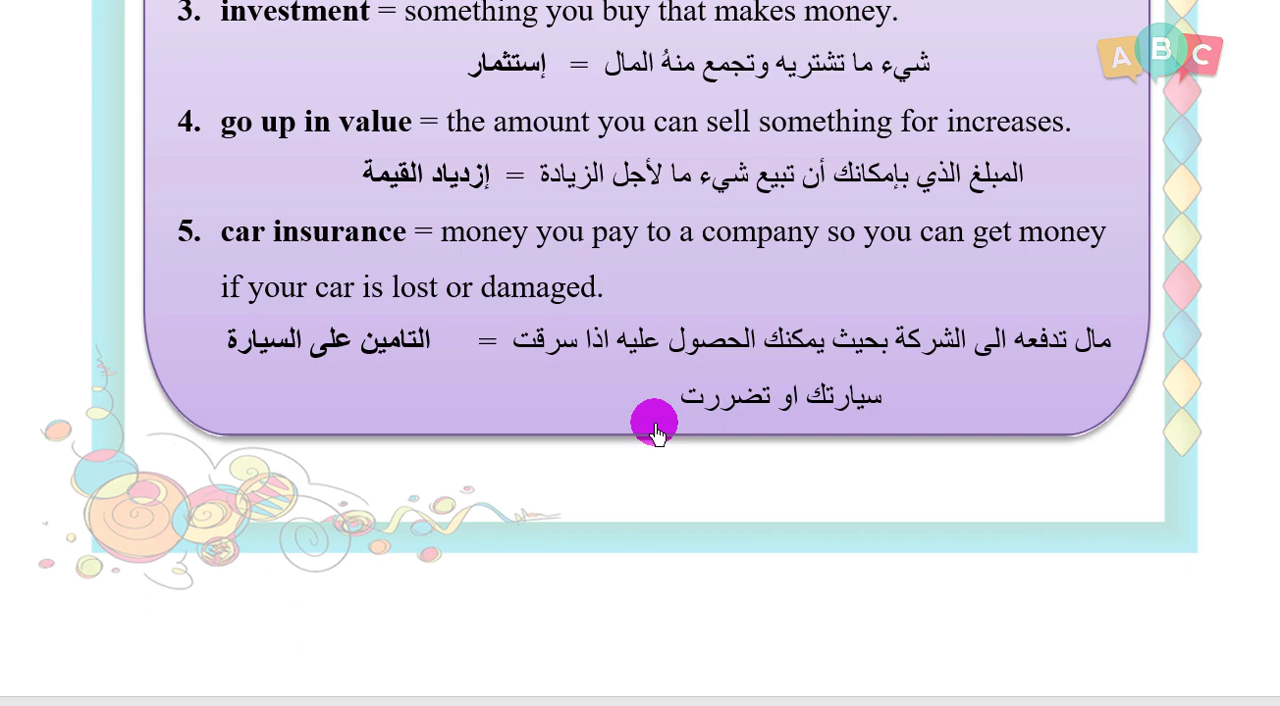 3. investment = something you buy that makes money.
إستثمار = شيء ما تشتريه وتجمع منهُ المال
4. go up in value = the amount you can sell something for increases.
إزدياد القيمة = المبلغ الذي بإمكانك أن تبيع شيء ما لأجل الزيادة
5. car insurance = money you pay to a company so you can get money
if your car is lost or damaged.
التامين على السيارة = مال تدفعه الى الشركة بحيث يمكنك الحصول عليه اذا سرقت
سيارتك او تضررت
A B C